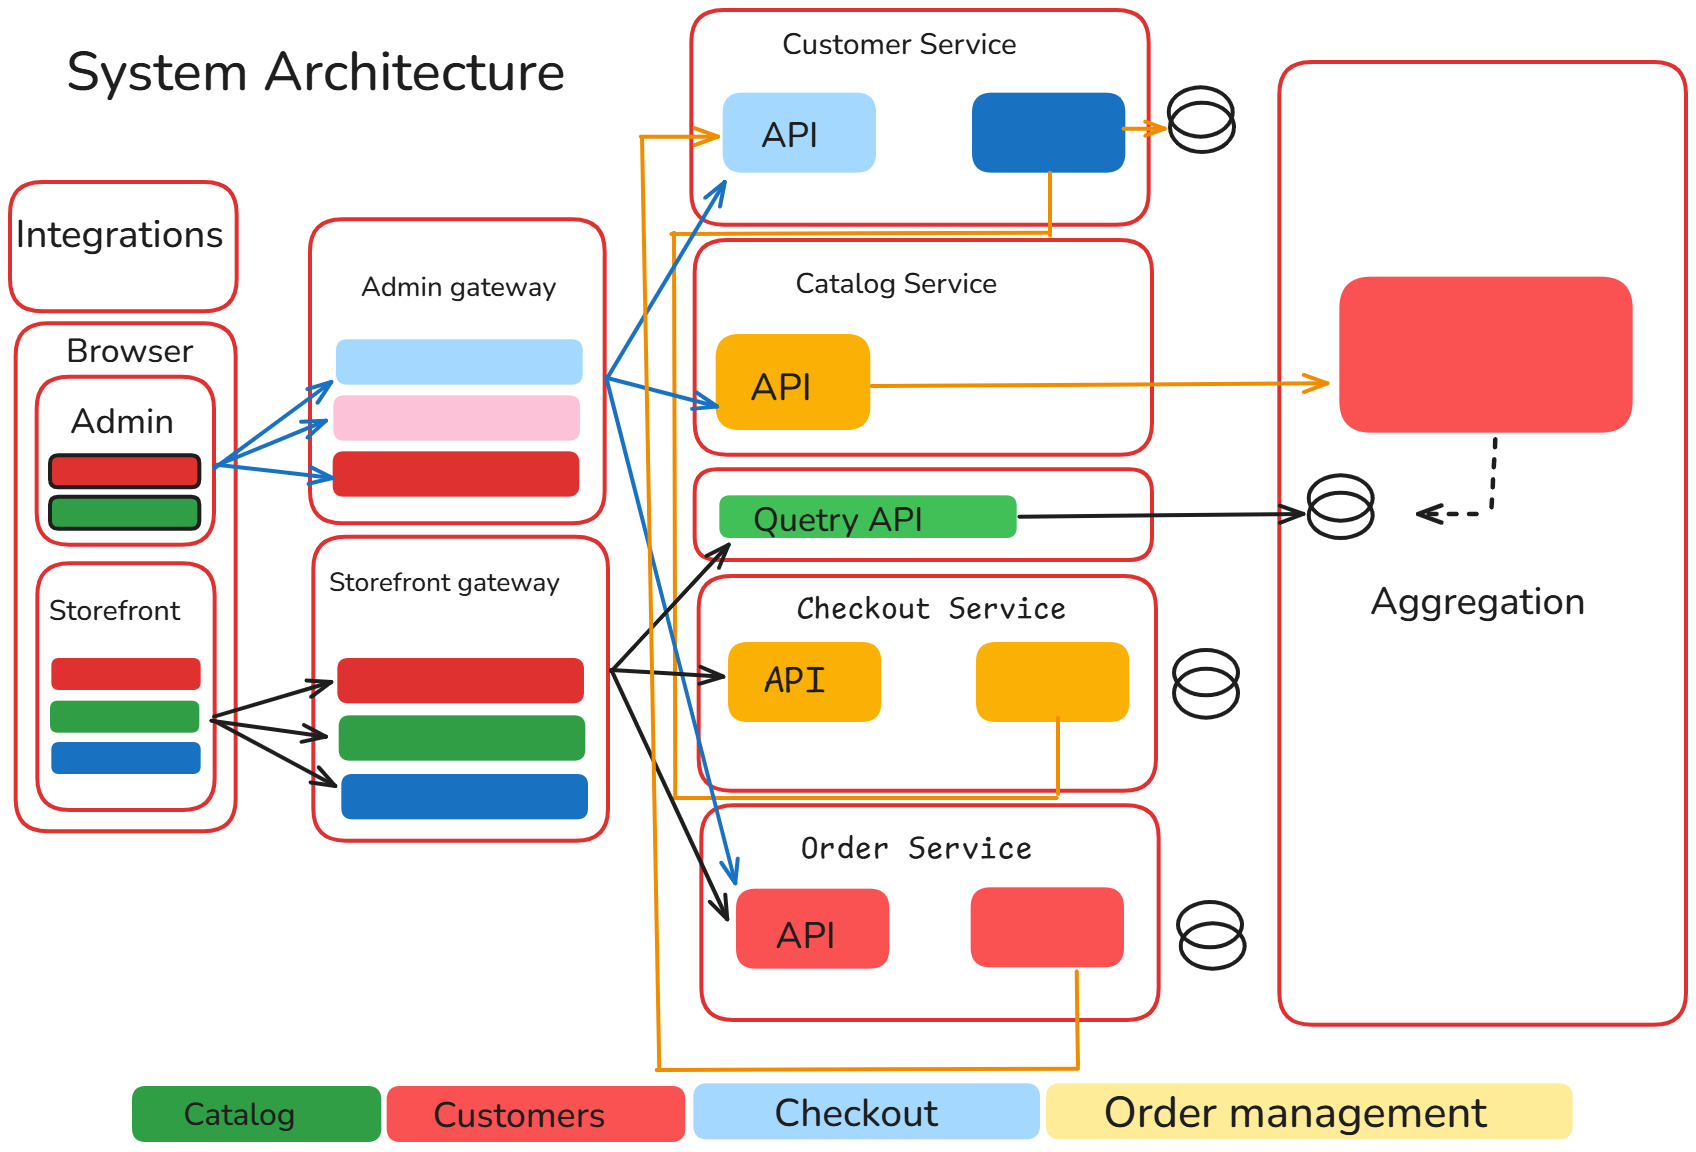 System Architecture
Integrations
Browser
Admin
Storefront
Admin gateway
Storefront gateway
Customer Service
API
Catalog Service
API
Quetry API
Checkout Service
API
Order Service
API
Aggregation
Catalog
Customers
Checkout
Order management